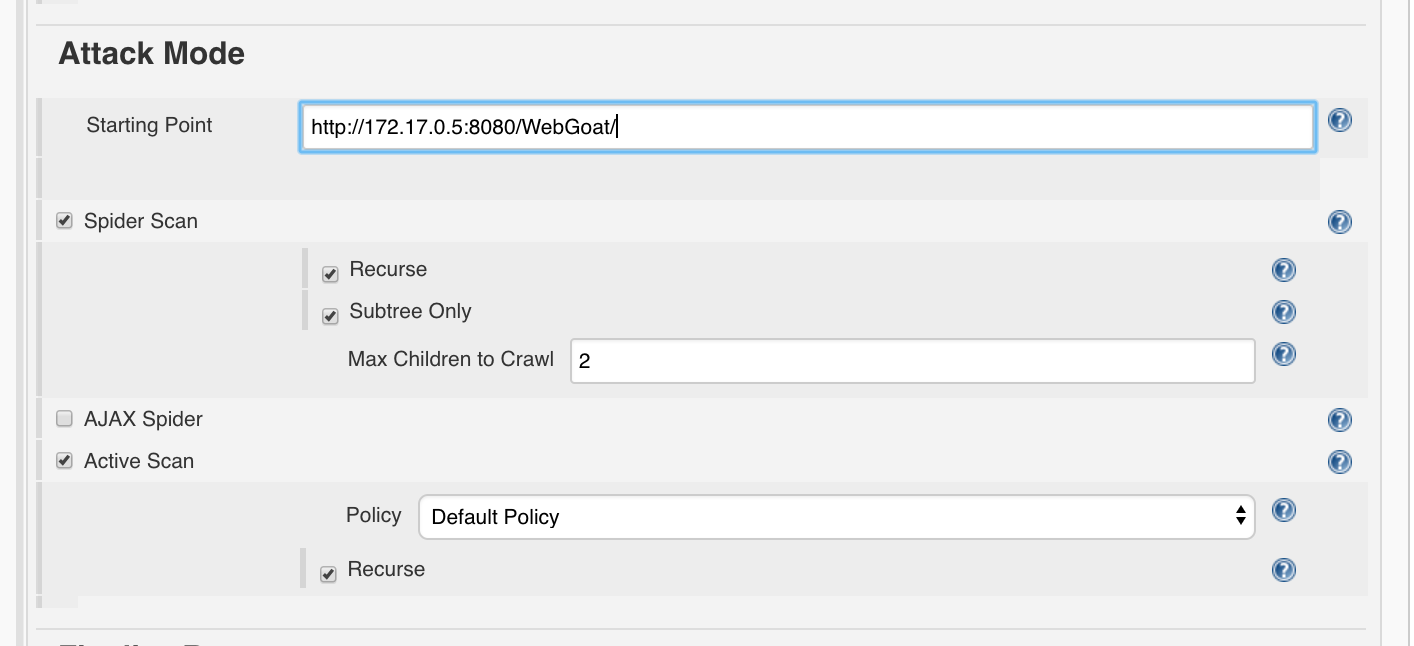 Attack Mode
Starting Point http://172.17.0.5:8080/WebGoat/
Spider Scan
Recurse
Subtree Only
Max Children to Crawl 2
AJAX Spider
Active Scan
Policy Default Policy
Recurse